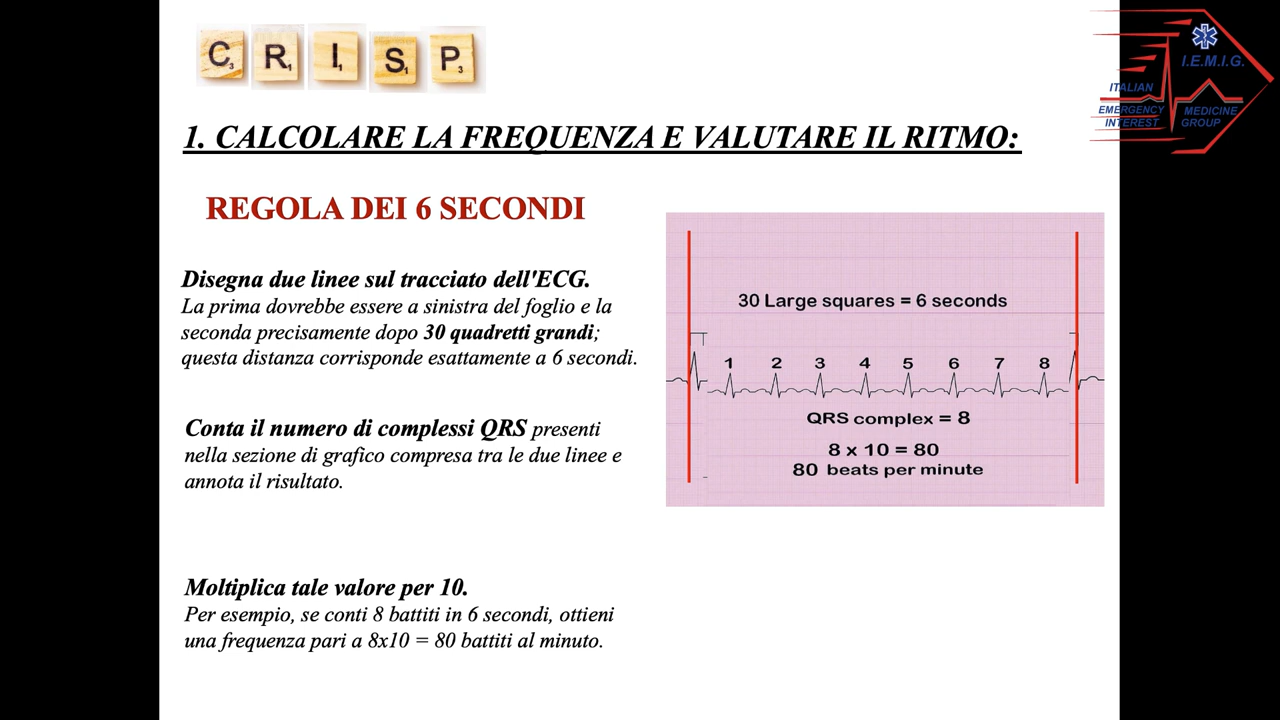 C R I S P
3 1 1 1 3
I.E.M.I.G.
ITALIAN
EMERGENCY MEDICINE
INTEREST GROUP
1. CALCOLARE LA FREQUENZA E VALUTARE IL RITMO:
REGOLA DEI 6 SECONDI
Disegna due linee sul tracciato dell'ECG.
La prima dovrebbe essere a sinistra del foglio e la
seconda precisamente dopo 30 quadretti grandi;
questa distanza corrisponde esattamente a 6 secondi.
Conta il numero di complessi QRS presenti
nella sezione di grafico compresa tra le due linee e
annota il risultato.
Moltiplica tale valore per 10.
Per esempio, se conti 8 battiti in 6 secondi, ottieni
una frequenza pari a 8x10 = 80 battiti al minuto.
30 Large squares = 6 seconds
1 2 3 4 5 6 7 8
QRS complex = 8
8 x 10 = 80
80 beats per minute